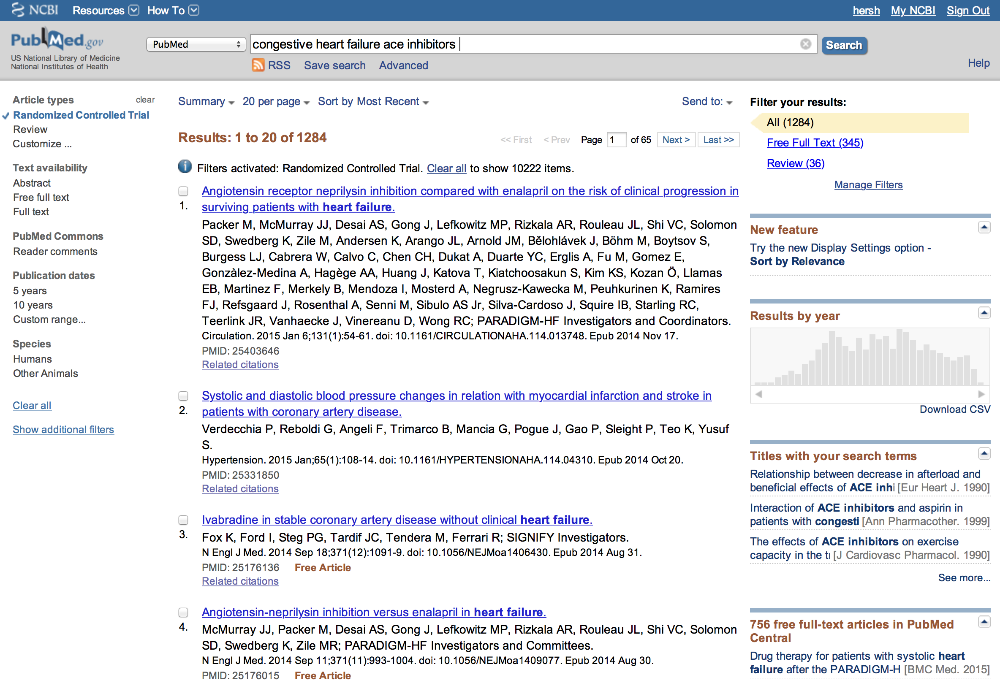 NCBI Resources How To hersh My NCBI Sign Out
PubMed.gov
US National Library of Medicine
National Institutes of Health
PubMed
congestive heart failure ace inhibitors
Search
RSS Save search Advanced
Help
Article types clear
Randomized Controlled Trial
Review
Customize ...
Text availability
Abstract
Free full text
Full text
PubMed Commons
Reader comments
Publication dates
5 years
10 years
Custom range...
Species
Humans
Other Animals
Clear all
Show additional filters
Summary 20 per page Sort by Most Recent Send to:
Results: 1 to 20 of 1284
<< First < Prev Page 1 of 65 Next > Last >>
Filters activated: Randomized Controlled Trial. Clear all to show 10222 items.
1. Angiotensin receptor neprilysin inhibition compared with enalapril on the risk of clinical progression in
surviving patients with heart failure.
Packer M, McMurray JJ, Desai AS, Gong J, Lefkowitz MP, Rizkala AR, Rouleau JL, Shi VC, Solomon
SD, Swedberg K, Zile M, Andersen K, Arango JL, Arnold JM, Bělohlávek J, Böhm M, Boytsov S,
Burgess LJ, Cabrera W, Calvo C, Chen CH, Dukat A, Duarte YC, Erglis A, Fu M, Gomez E,
Gonzàlez-Medina A, Hagège AA, Huang J, Katova T, Kiatchoosakun S, Kim KS, Kozan Ö, Llamas
EB, Martinez F, Merkely B, Mendoza I, Mosterd A, Negrusz-Kawecka M, Peuhkurinen K, Ramires
FJ, Refsgaard J, Rosenthal A, Senni M, Sibulo AS Jr, Silva-Cardoso J, Squire IB, Starling RC,
Teerlink JR, Vanhaecke J, Vinereanu D, Wong RC; PARADIGM-HF Investigators and Coordinators.
Circulation. 2015 Jan 6;131(1):54-61. doi: 10.1161/CIRCULATIONAHA.114.013748. Epub 2014 Nov 17.
PMID: 25403646
Related citations
2. Systolic and diastolic blood pressure changes in relation with myocardial infarction and stroke in
patients with coronary artery disease.
Verdecchia P, Reboldi G, Angeli F, Trimarco B, Mancia G, Pogue J, Gao P, Sleight P, Teo K, Yusuf
S.
Hypertension. 2015 Jan;65(1):108-14. doi: 10.1161/HYPERTENSIONAHA.114.04310. Epub 2014 Oct 20.
PMID: 25331850
Related citations
3. Ivabradine in stable coronary artery disease without clinical heart failure.
Fox K, Ford I, Steg PG, Tardif JC, Tendera M, Ferrari R; SIGNIFY Investigators.
N Engl J Med. 2014 Sep 18;371(12):1091-9. doi: 10.1056/NEJMoa1406430. Epub 2014 Aug 31.
PMID: 25176136 Free Article
Related citations
4. Angiotensin-neprilysin inhibition versus enalapril in heart failure.
McMurray JJ, Packer M, Desai AS, Gong J, Lefkowitz MP, Rizkala AR, Rouleau JL, Shi VC, Solomon
SD, Swedberg K, Zile MR; PARADIGM-HF Investigators and Committees.
N Engl J Med. 2014 Sep 11;371(11):993-1004. doi: 10.1056/NEJMoa1409077. Epub 2014 Aug 30.
PMID: 25176015 Free Article
Filter your results:
All (1284)
Free Full Text (345)
Review (36)
Manage Filters
New feature
Try the new Display Settings option -
Sort by Relevance
Results by year
Download CSV
Titles with your search terms
Relationship between decrease in afterload and
beneficial effects of ACE inhi [Eur Heart J. 1990]
Interaction of ACE inhibitors and aspirin in
patients with congesti [Ann Pharmacother. 1999]
The effects of ACE inhibitors on exercise
capacity in the tr [J Cardiovasc Pharmacol. 1990]
See more...
756 free full-text articles in PubMed
Central
Drug therapy for patients with systolic heart
failure after the PARADIGM-H [BMC Med. 2015]